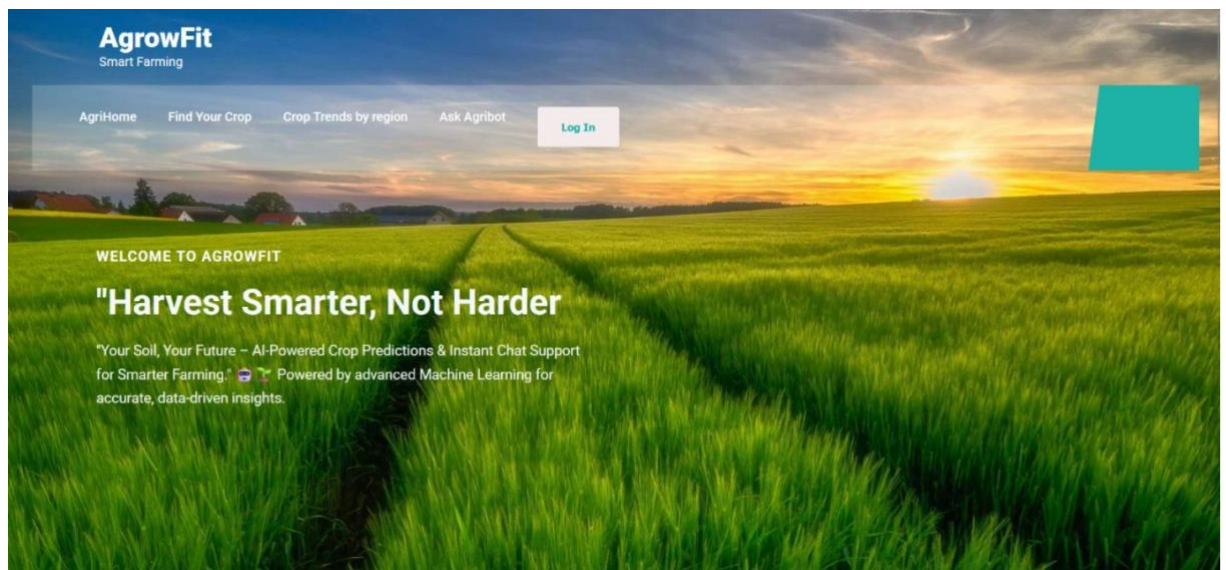 AgrowFit
Smart Farming
AgriHome Find Your Crop Crop Trends by region Ask Agribot Log In
WELCOME TO AGROWFIT
"Harvest Smarter, Not Harder
"Your Soil, Your Future – AI-Powered Crop Predictions & Instant Chat Support
for Smarter Farming." 🤖 🌱 Powered by advanced Machine Learning for
accurate, data-driven insights.